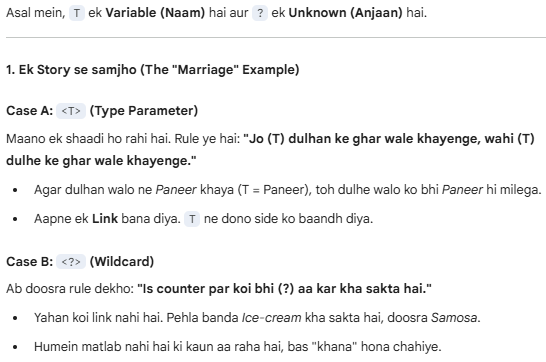 Asal mein, T ek Variable (Naam) hai aur ? ek Unknown (Anjaan) hai.
1. Ek Story se samjho (The "Marriage" Example)
Case A: <T> (Type Parameter)
Maano ek shaadi ho rahi hai. Rule ye hai: "Jo (T) dulhan ke ghar wale khayenge, wahi (T)
dulhe ke ghar wale khayenge."
• Agar dulhan walo ne Paneer khaya (T = Paneer), toh dulhe walo ko bhi Paneer hi milega.
• Aapne ek Link bana diya. T ne dono side ko baandh diya.
Case B: <?> (Wildcard)
Ab doosra rule dekho: "Is counter par koi bhi (?) aa kar kha sakta hai."
• Yahan koi link nahi hai. Pehla banda Ice-cream kha sakta hai, doosra Samosa.
• Humein matlab nahi hai ki kaun aa raha hai, bas "khana" hona chahiye.